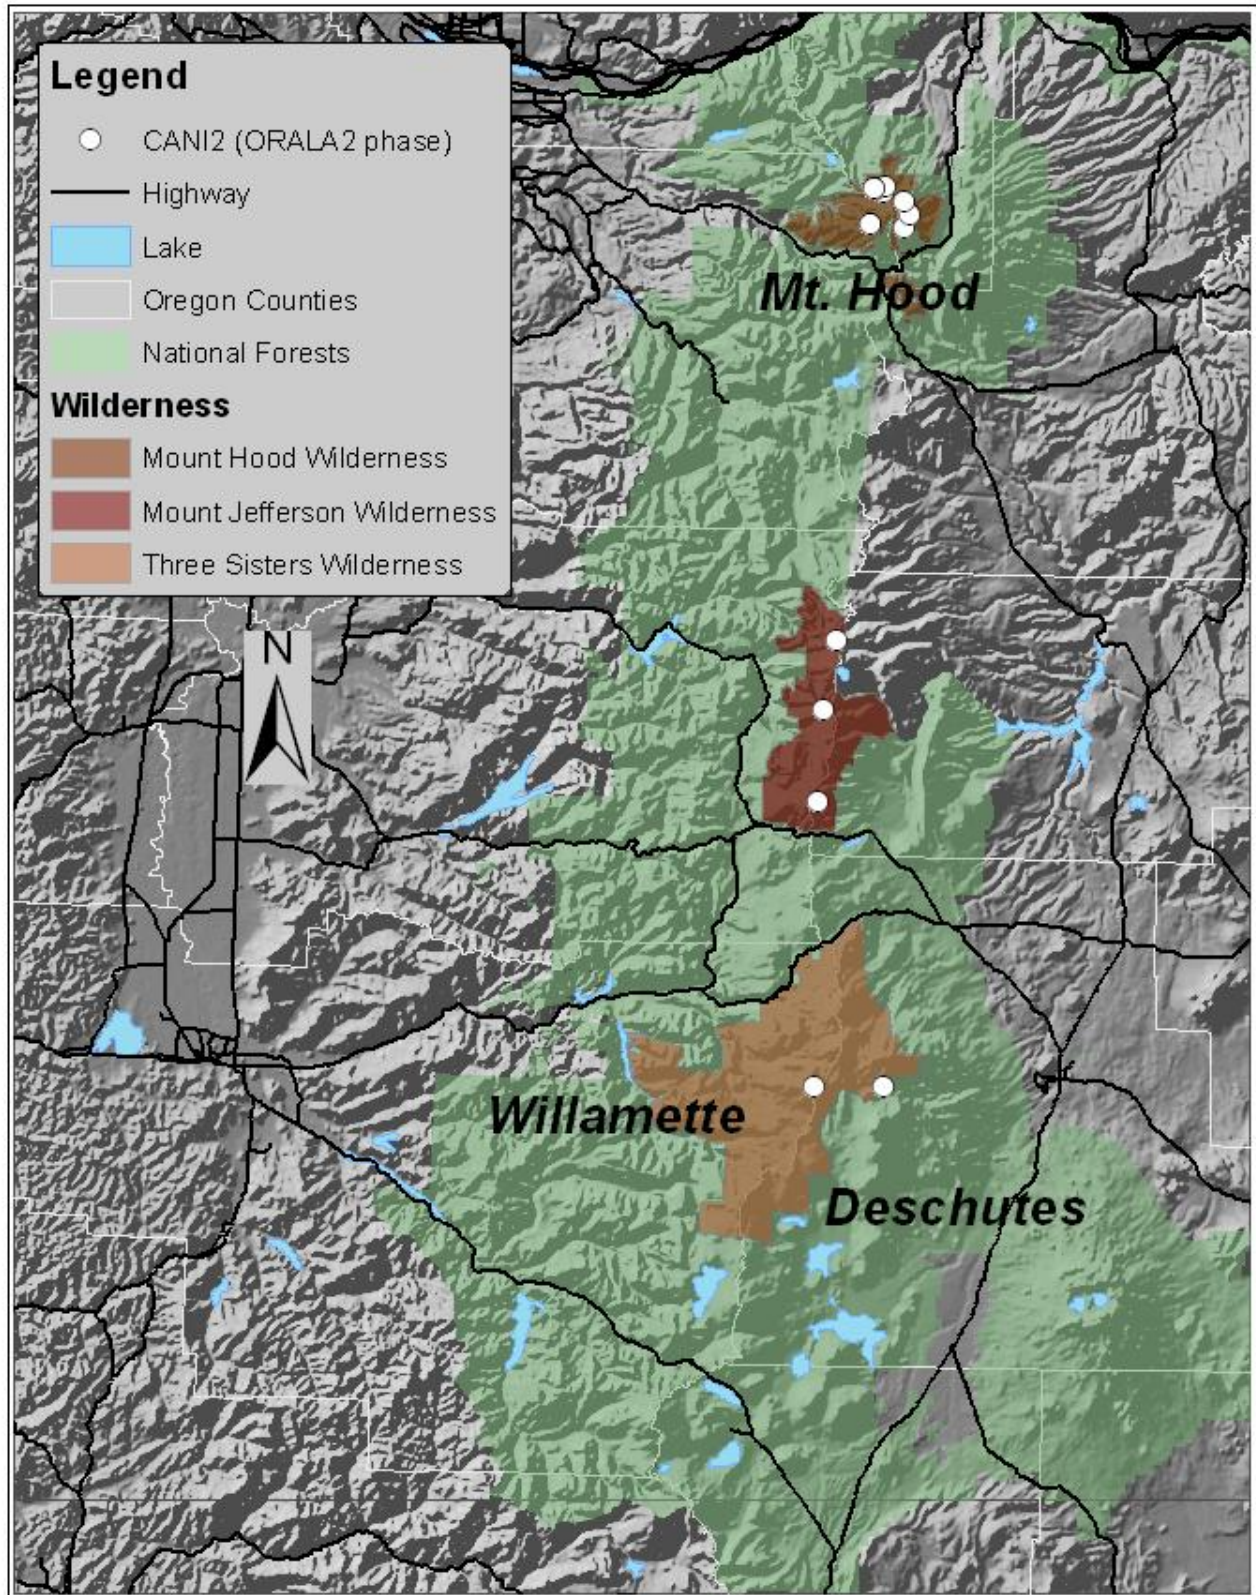 Legend
CANI2 (ORALA2 phase)
Highway
Lake
Oregon Counties
National Forests
Wilderness
Mount Hood Wilderness
Mount Jefferson Wilderness
Three Sisters Wilderness
N
Mt. Hood
Willamette
Deschutes